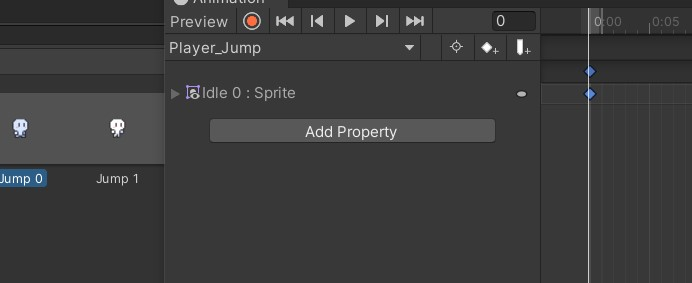 Animation
Preview 0 0:00 0:05
Player_Jump
Idle 0 : Sprite
Add Property
Jump 0 Jump 1